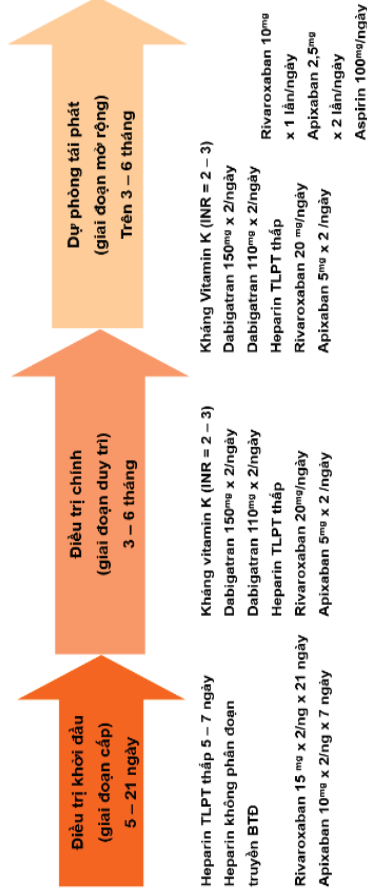 Điều trị khởi đầu
(giai đoạn cấp)
5 – 21 ngày
Heparin TLPT thấp 5 – 7 ngày
Heparin không phân đoạn
truyền BTĐ
Rivaroxaban 15 mg x 2/ng x 21 ngày
Apixaban 10mg x 2/ng x 7 ngày
Điều trị chính
(giai đoạn duy trì)
3 – 6 tháng
Kháng vitamin K (INR = 2 – 3)
Dabigatran 150mg x 2/ngày
Dabigatran 110mg x 2/ngày
Heparin TLPT thấp
Rivaroxaban 20mg/ngày
Apixaban 5mg x 2 /ngày
Dự phòng tái phát
(giai đoạn mở rộng)
Trên 3 – 6 tháng
Kháng Vitamin K (INR = 2 – 3)
Dabigatran 150mg x 2/ngày
Dabigatran 110mg x 2/ngày
Heparin TLPT thấp
Rivaroxaban 20 mg/ngày
Apixaban 5mg x 2 /ngày
Rivaroxaban 10mg
x 1 lần/ngày
Apixaban 2,5mg
x 2 lần/ngày
Aspirin 100mg/ngày